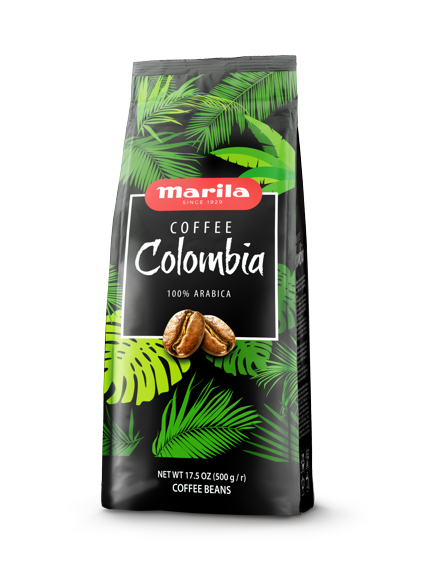 marila
SINCE 1929
COFFEE
Colombia
100% ARABICA
NET WT 17.5 OZ (500 g / г)
COFFEE BEANS